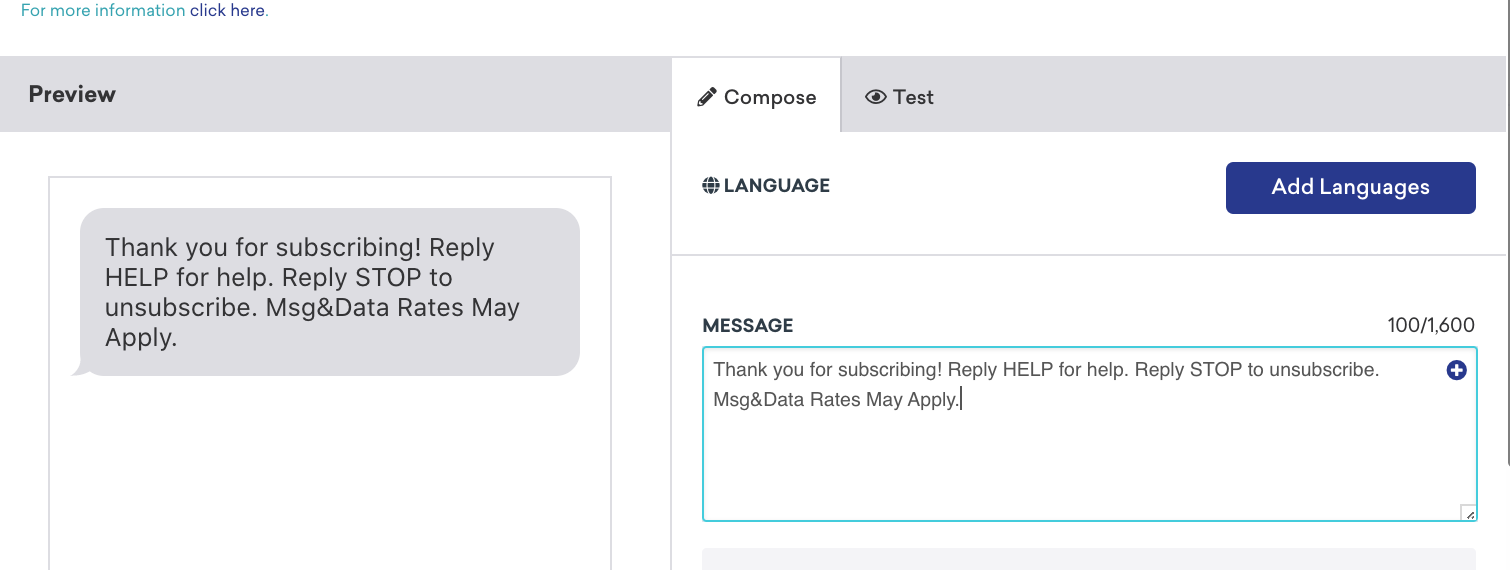 For more information click here.
Preview
Compose
Test
LANGUAGE
Add Languages
Thank you for subscribing! Reply
HELP for help. Reply STOP to
unsubscribe. Msg&Data Rates May
Apply.
MESSAGE
100/1,600
Thank you for subscribing! Reply HELP for help. Reply STOP to unsubscribe.
Msg&Data Rates May Apply.